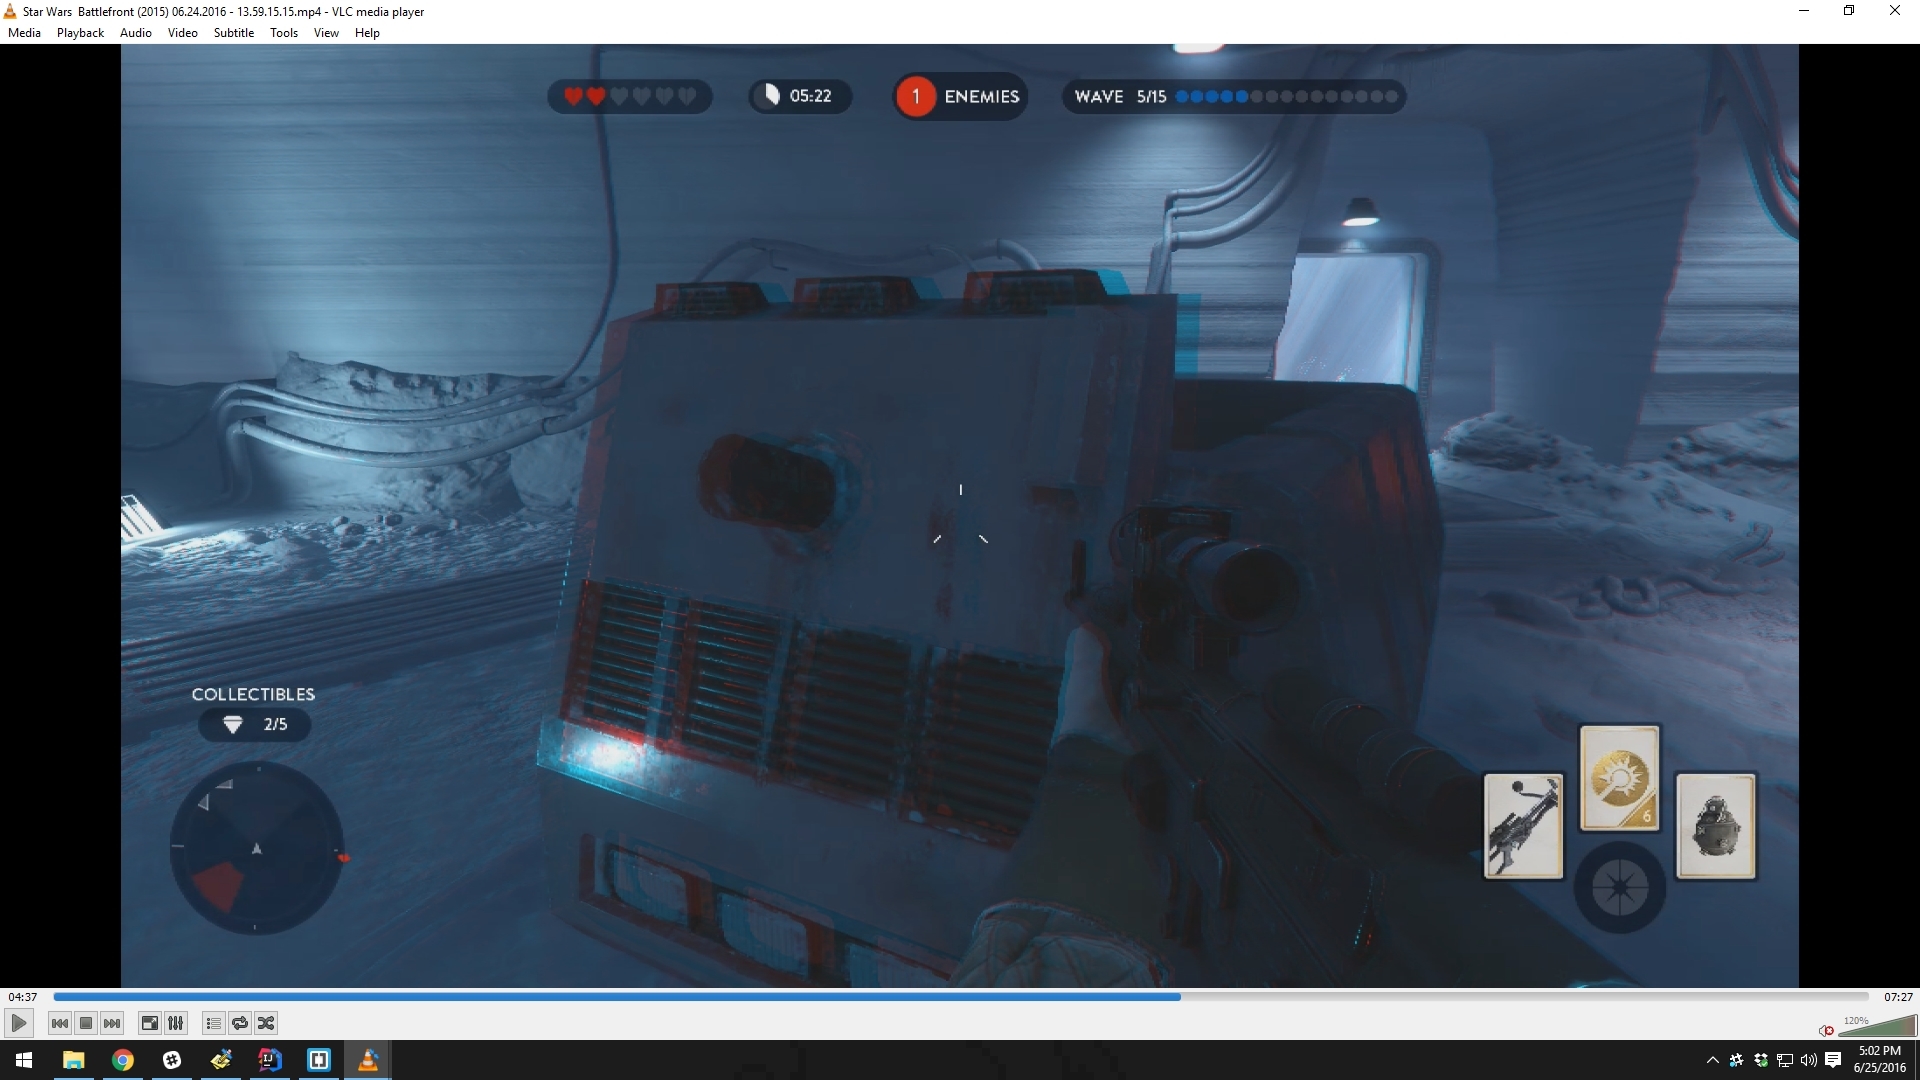 Star Wars  Battlefront (2015) 06.24.2016 - 13.59.15.15.mp4 - VLC media player
Media Playback Audio Video Subtitle Tools View Help
05:22
1 ENEMIES
WAVE 5/15
COLLECTIBLES
2/5
6
04:37
07:27
120%
5:02 PM
6/25/2016